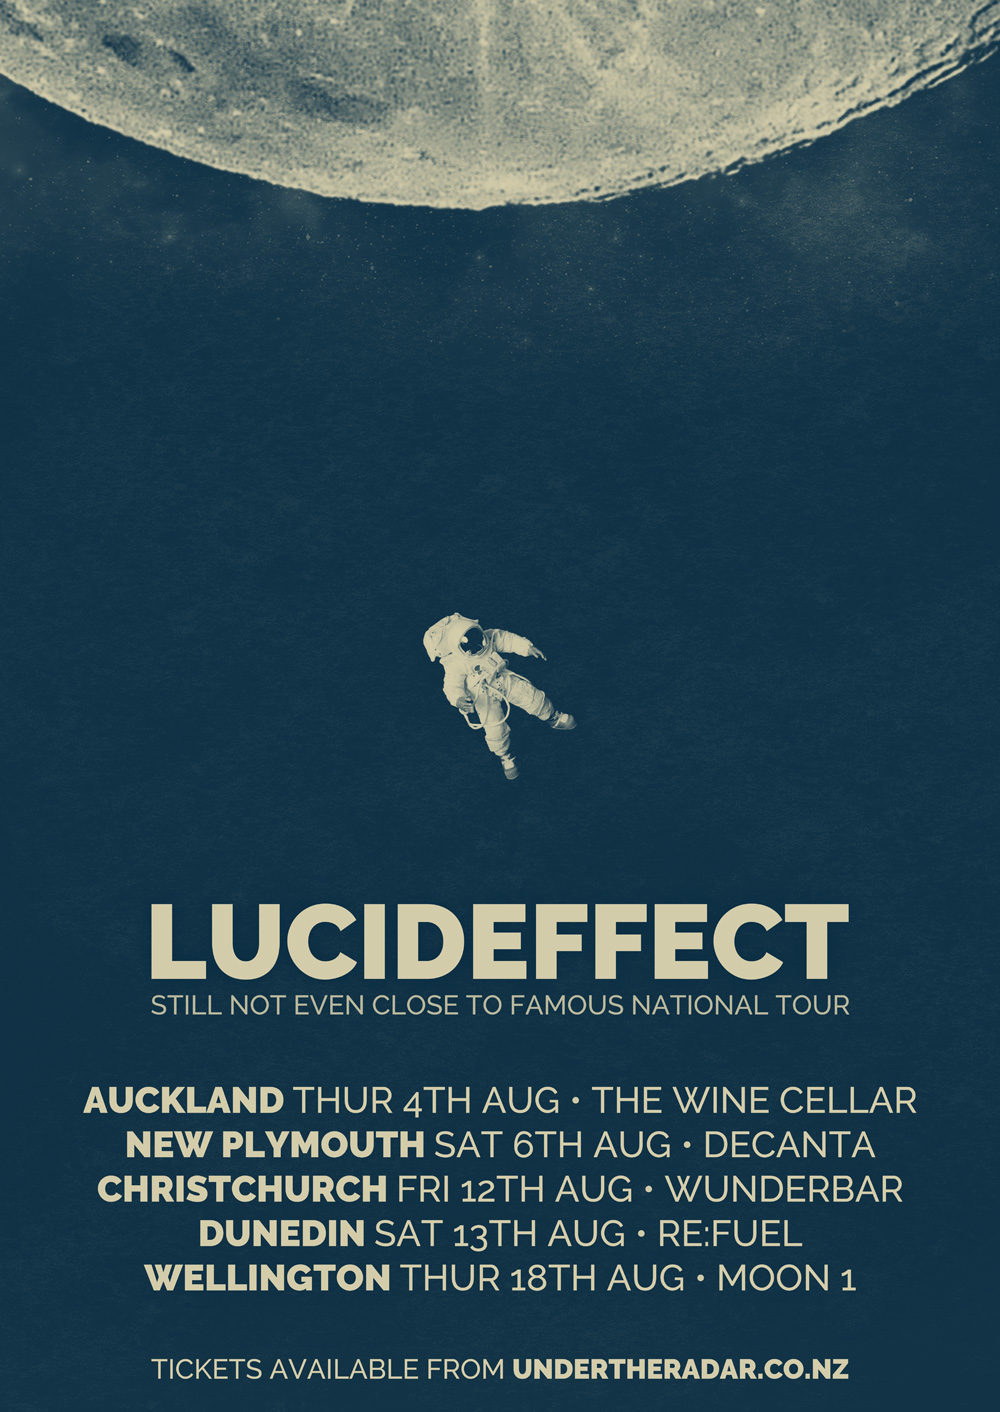 LUCIDEFFECT
STILL NOT EVEN CLOSE TO FAMOUS NATIONAL TOUR
AUCKLAND THUR 4TH AUG • THE WINE CELLAR
NEW PLYMOUTH SAT 6TH AUG • DECANTA
CHRISTCHURCH FRI 12TH AUG • WUNDERBAR
DUNEDIN SAT 13TH AUG • RE:FUEL
WELLINGTON THUR 18TH AUG • MOON 1
TICKETS AVAILABLE FROM UNDERTHERADAR.CO.NZ